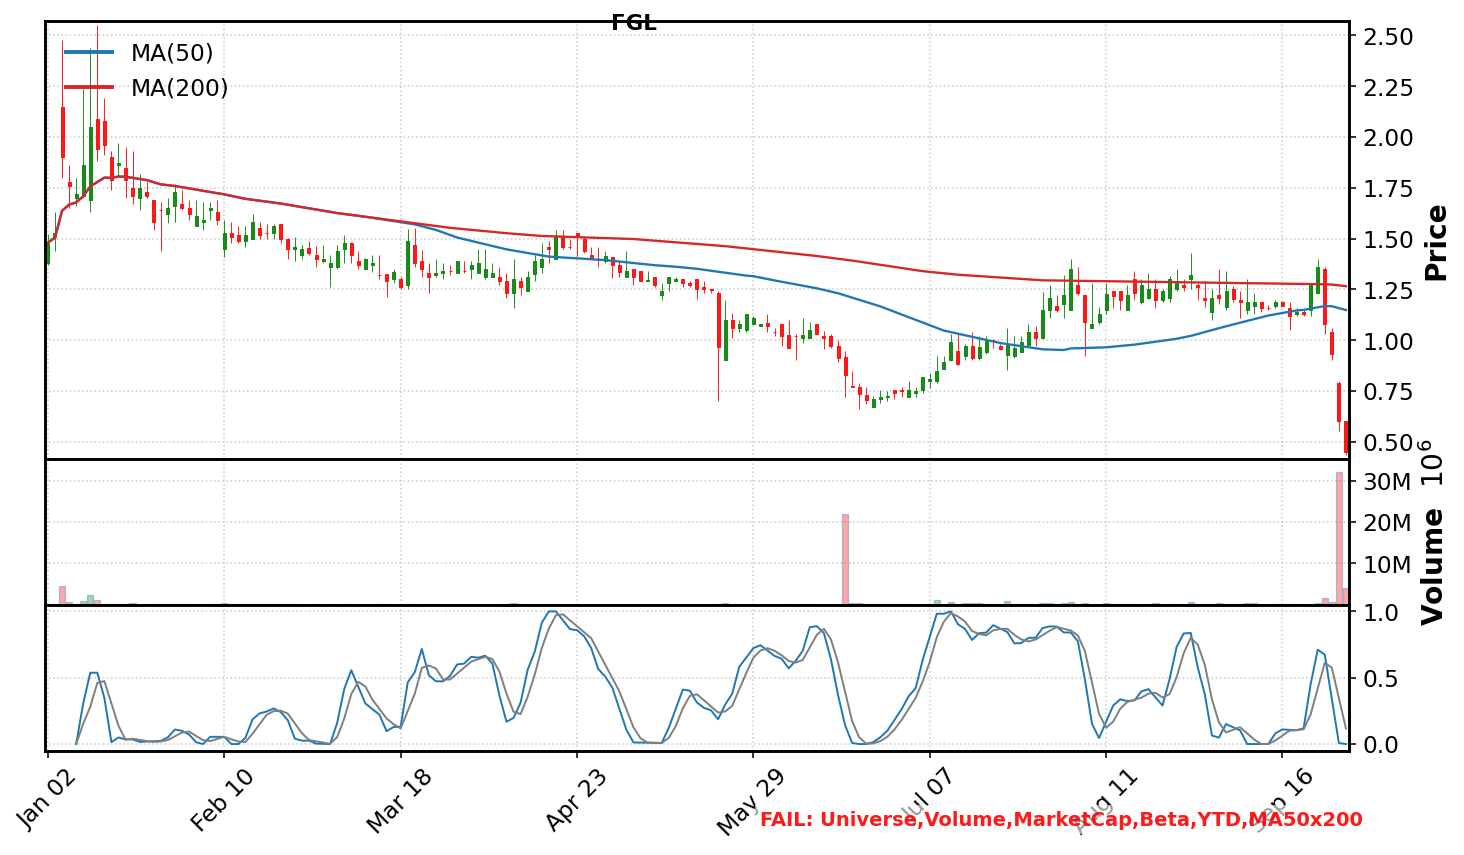 FGL
MA(50)
MA(200)
2.50
2.25
2.00
1.75
1.50
1.25
1.00
0.75
0.50
Price
30M
20M
10M
Volume 10^6
1.0
0.5
0.0
Jan 02
Feb 10
Mar 18
Apr 23
May 29
Jul 07
Aug 11
Sep 16
FAIL: Universe,Volume,MarketCap,Beta,YTD,MA50x200